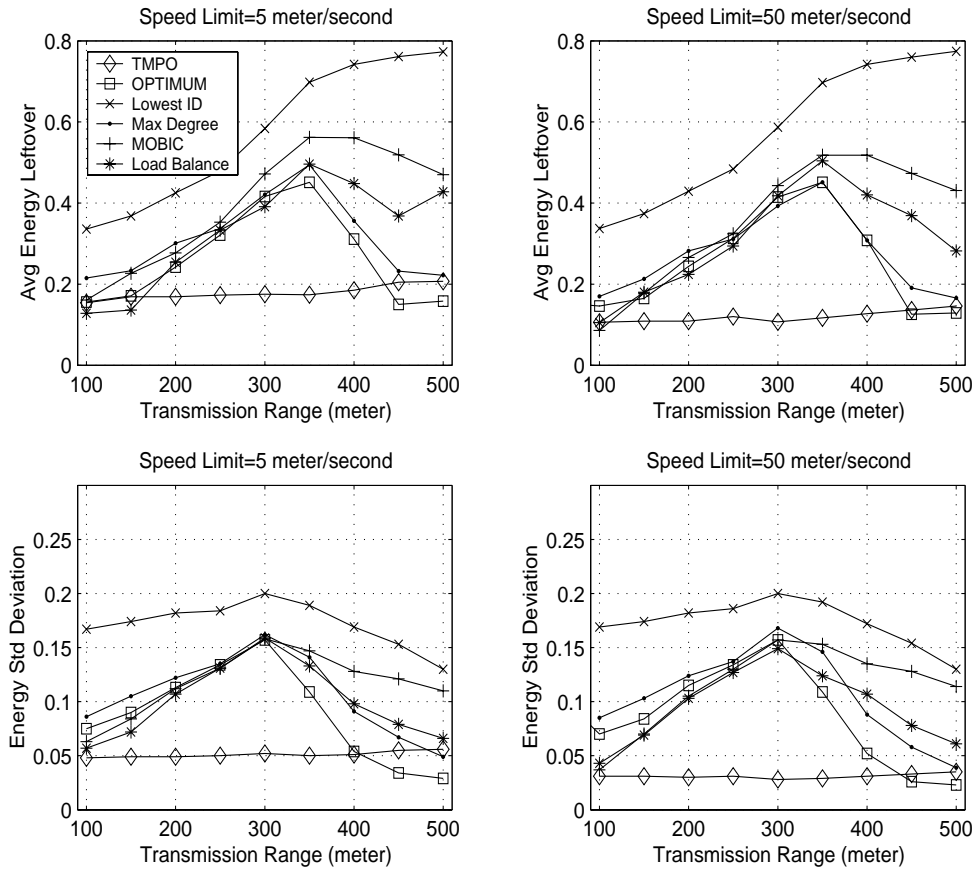 Speed Limit=5 meter/second
0.8
0.6
0.4
0.2
0
Avg Energy Leftover
TMPO
OPTIMUM
Lowest ID
Max Degree
MOBIC
Load Balance
100 200 300 400 500
Transmission Range (meter)
Speed Limit=50 meter/second
0.8
0.6
0.4
0.2
0
Avg Energy Leftover
100 200 300 400 500
Transmission Range (meter)
Speed Limit=5 meter/second
0.25
0.2
0.15
0.1
0.05
0
Energy Std Deviation
100 200 300 400 500
Transmission Range (meter)
Speed Limit=50 meter/second
0.25
0.2
0.15
0.1
0.05
0
Energy Std Deviation
100 200 300 400 500
Transmission Range (meter)